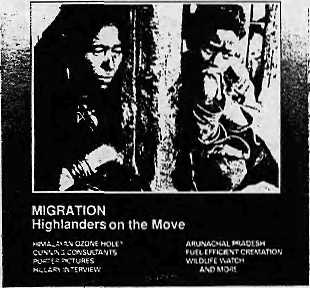 MIGRATION
Highlanders on the Move
HIMALAYAN OZONE HOLE?
CUNNING CONSULTANTS
PORTER PICTURES
HILLARY INTERVIEW
ARUNACHAL PRADESH
FUEL EFFICIENT CREMATION
WILDLIFE WATCH
AND MORE